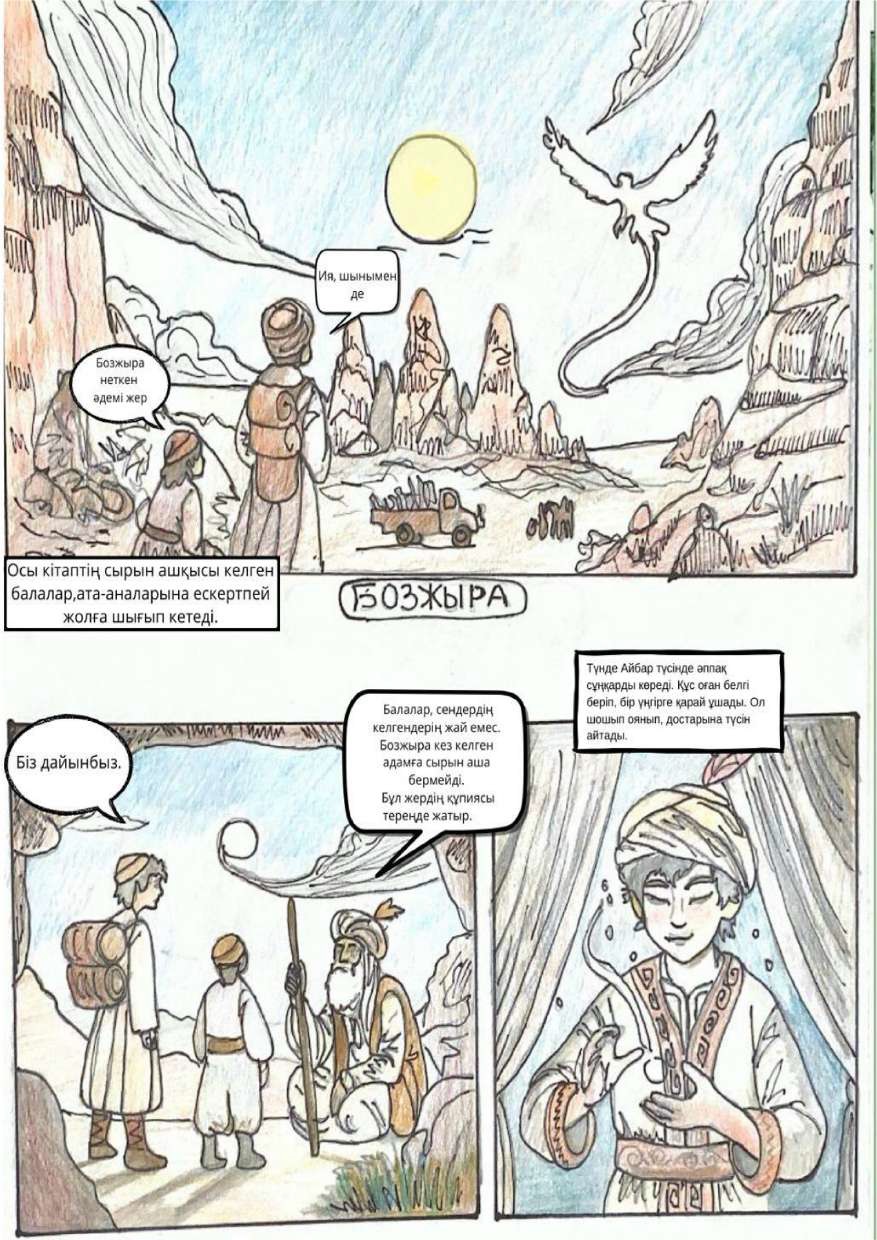 Ия, шынымен
де
Бозжыра
неткен
әдемі жер
Осы кітаптің сырын ашқысы келген
балалар,ата-аналарына ескертпей
жолға шығып кетеді.
БОЗЖЫРА
Түнде Айбар түсінде әппақ
сұңқарды көреді. Құс оған белгі
беріп, бір үңгірге қарай ұшады. Ол
шошып оянып, достарына түсін
айтады.
Біз дайынбыз.
Балалар, сендердің
келгендерің жай емес.
Бозжыра кез келген
адамға сырын аша
бермейді.
Бұл жердің құпиясы
тереңде жатыр.